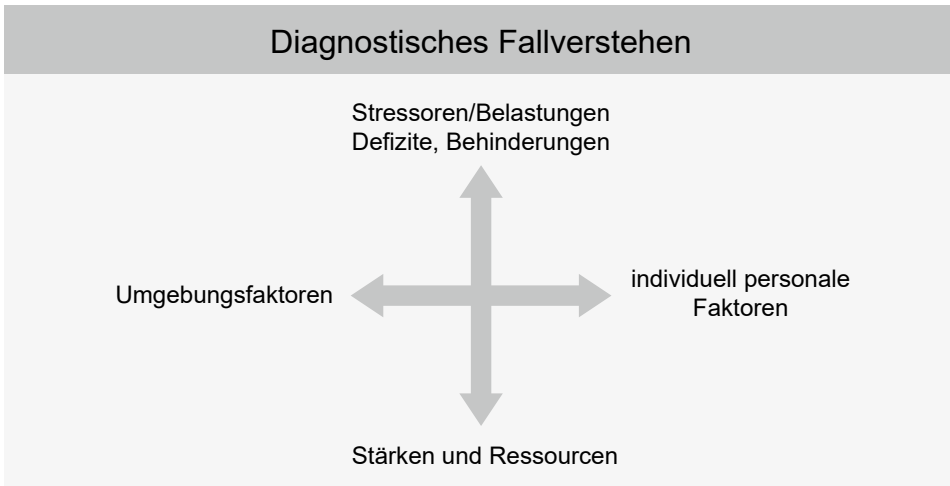 Diagnostisches Fallverstehen
Stressoren/Belastungen
Defizite, Behinderungen
Umgebungsfaktoren
individuell personale
Faktoren
Stärken und Ressourcen